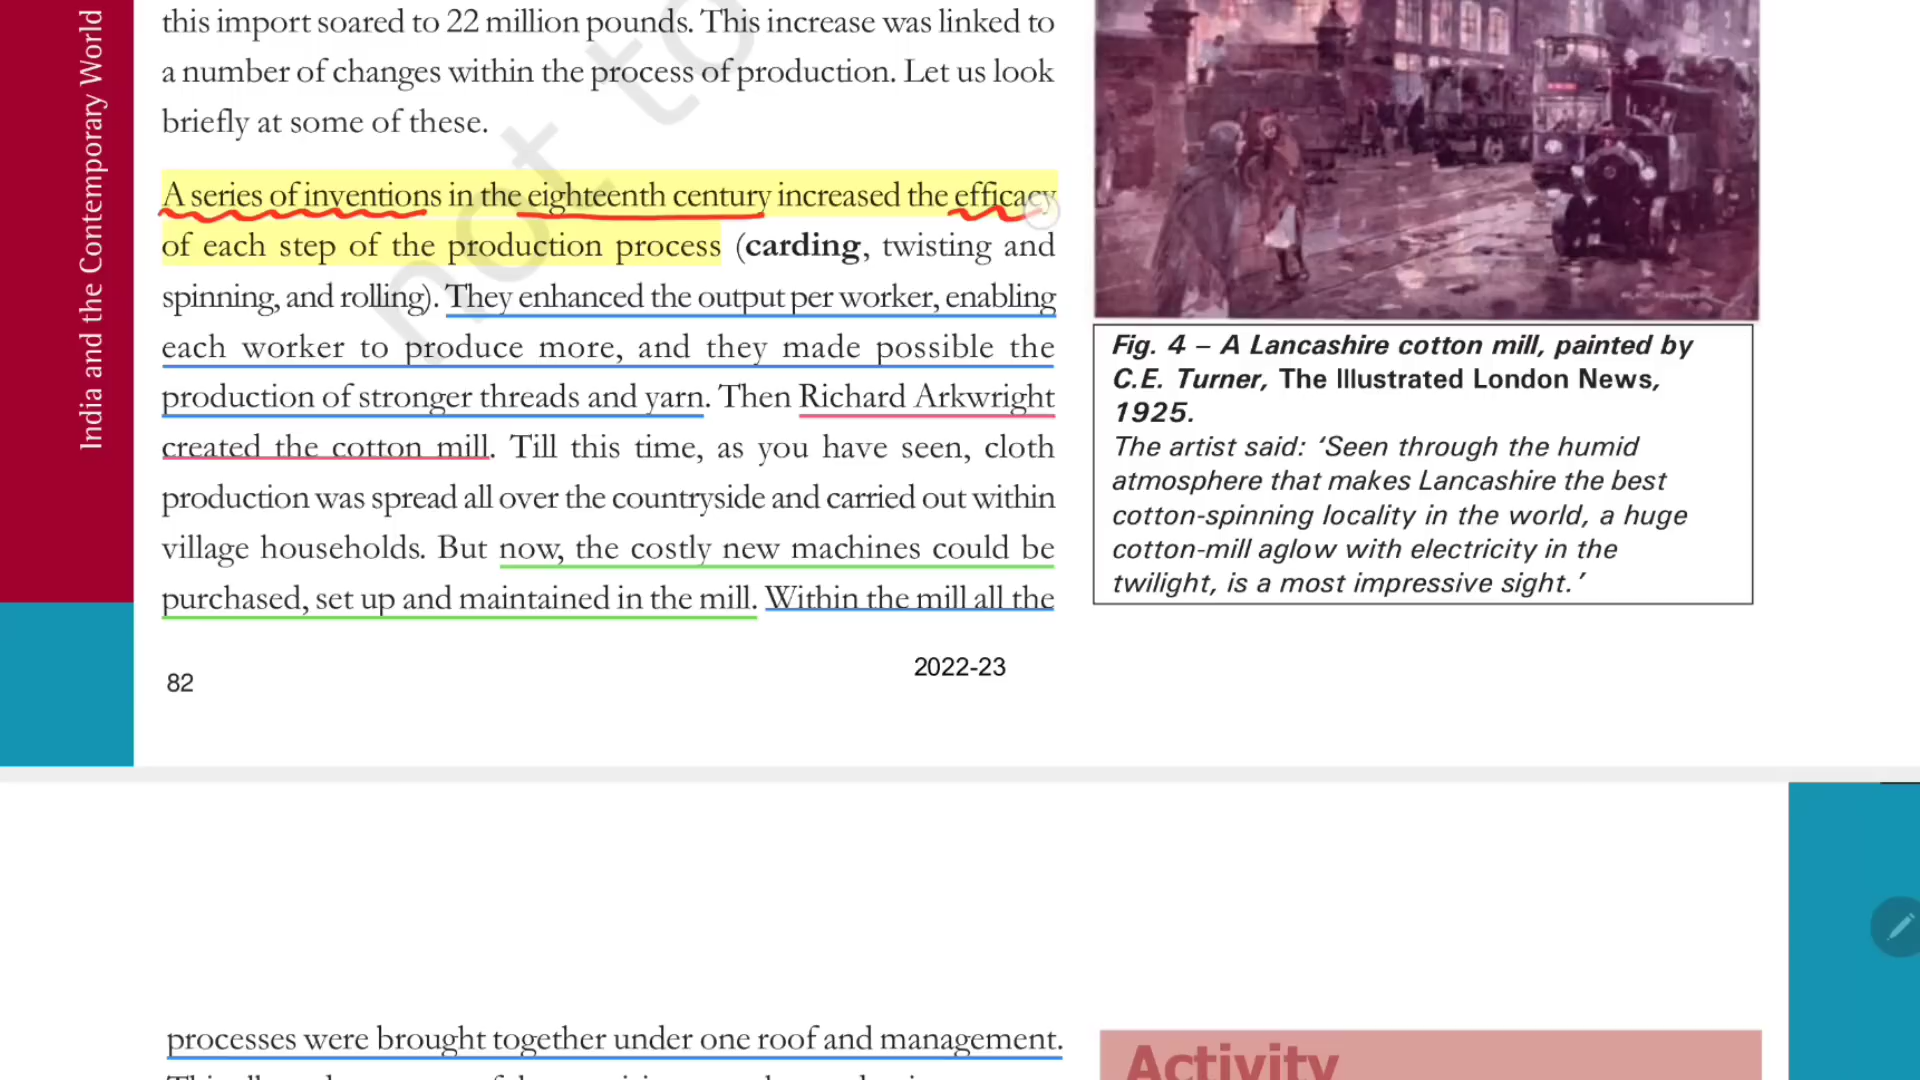 India and the Contemporary World
this import soared to 22 million pounds. This increase was linked to
a number of changes within the process of production. Let us look
briefly at some of these.
A series of inventions in the eighteenth century increased the efficacy
of each step of the production process (carding, twisting and
spinning, and rolling). They enhanced the output per worker, enabling
each worker to produce more, and they made possible the
production of stronger threads and yarn. Then Richard Arkwright
created the cotton mill. Till this time, as you have seen, cloth
production was spread all over the countryside and carried out within
village households. But now, the costly new machines could be
purchased, set up and maintained in the mill. Within the mill all the
not to
Fig. 4 – A Lancashire cotton mill, painted by
C.E. Turner, The Illustrated London News,
1925.
The artist said: ‘Seen through the humid
atmosphere that makes Lancashire the best
cotton-spinning locality in the world, a huge
cotton-mill aglow with electricity in the
twilight, is a most impressive sight.’
82
2022-23
processes were brought together under one roof and management.
Activity